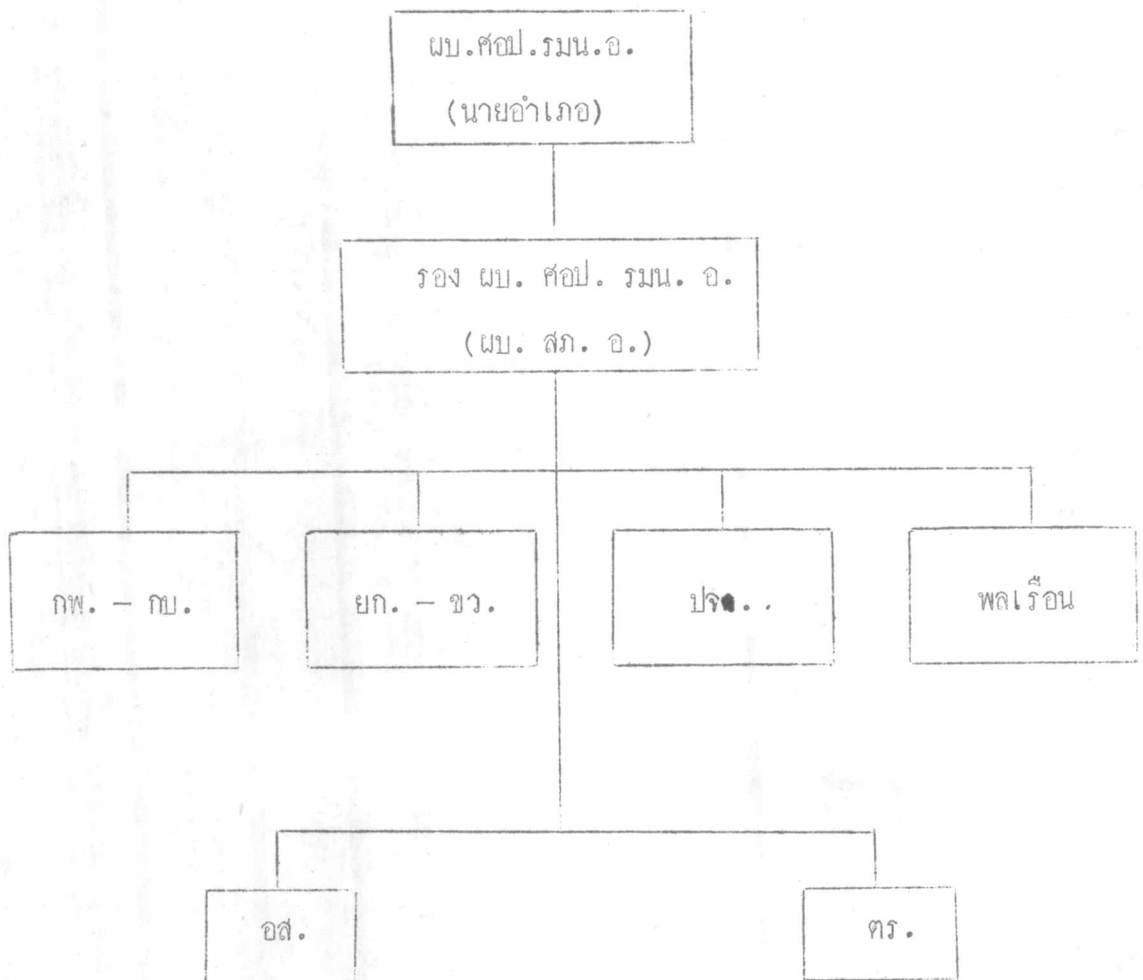 ผบ.ศอป.รมน.อ.
(นายอำเภอ)
รอง ผบ. ศอป. รมน. อ.
(ผบ. สภ. อ.)
กพ. - กบ.
ยก. - ขว.
พลเรือน
อส.
ตร.